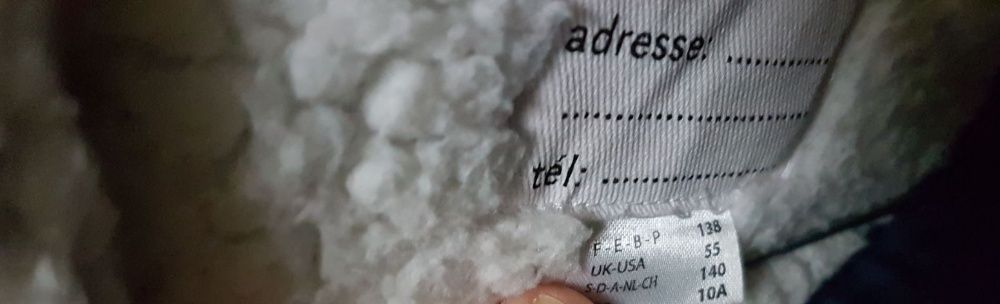 adresse: ..............
...................................
tél: ........................
F-E-B-P 138
UK-USA 55
S-D-A-NL-CH 140
10A